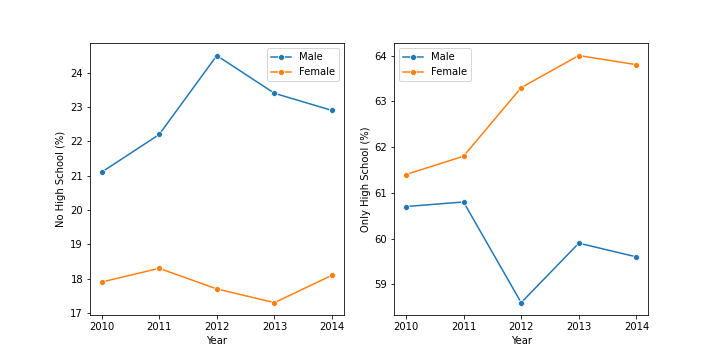 No High School (%)
24
23
22
21
20
19
18
17
2010 2011 2012 2013 2014
Year
Male
Female
Only High School (%)
64
63
62
61
60
59
2010 2011 2012 2013 2014
Year
Male
Female